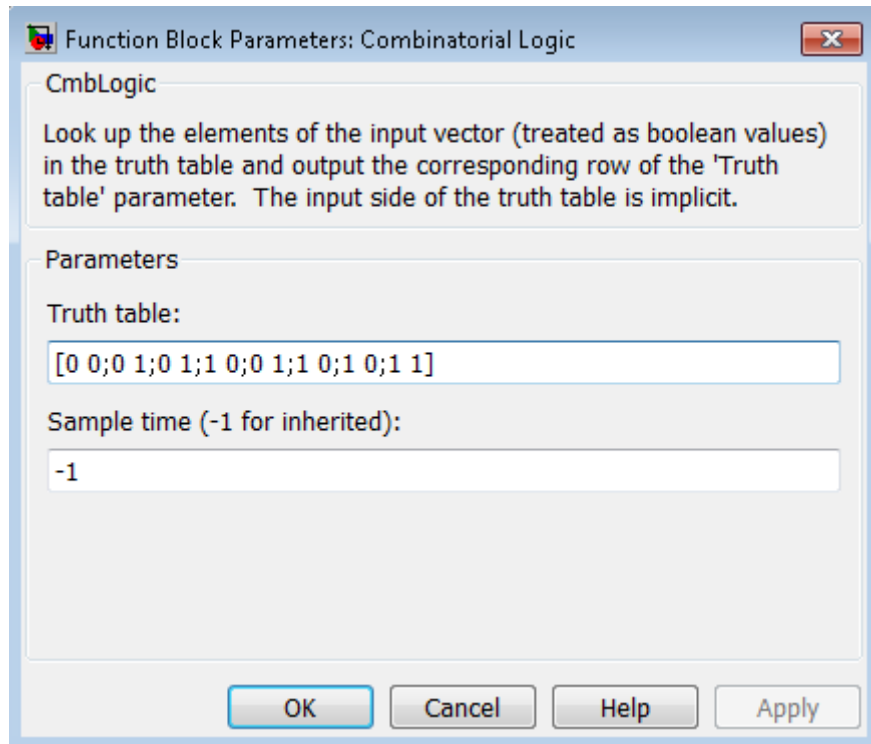 Function Block Parameters: Combinatorial Logic
CmbLogic
Look up the elements of the input vector (treated as boolean values)
in the truth table and output the corresponding row of the 'Truth
table' parameter.  The input side of the truth table is implicit.
Parameters
Truth table:
[0 0;0 1;0 1;1 0;0 1;1 0;1 0;1 1]
Sample time (-1 for inherited):
-1
OK Cancel Help Apply